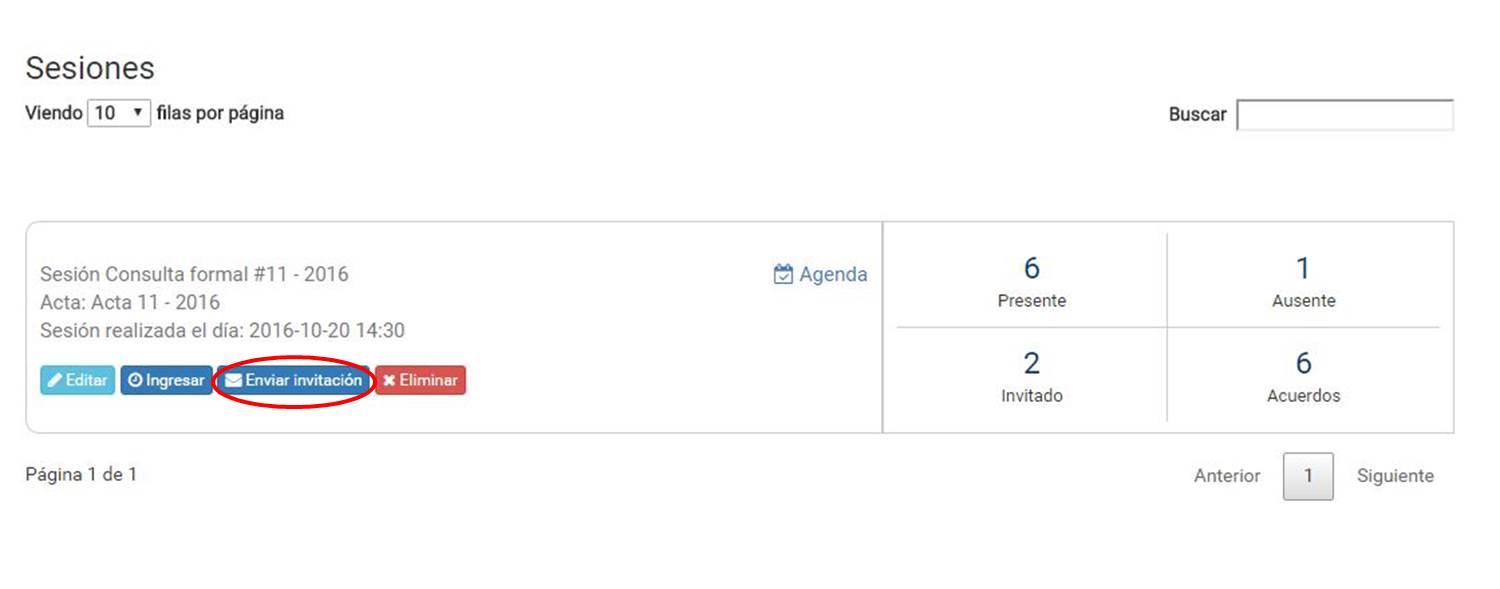 Sesiones
Viendo 10 filas por página
Buscar
Sesión Consulta formal #11 - 2016
Agenda
Acta: Acta 11 - 2016
Sesión realizada el día: 2016-10-20 14:30
Editar Ingresar Enviar invitación Eliminar
6
Presente
1
Ausente
2
Invitado
6
Acuerdos
Página 1 de 1
Anterior 1 Siguiente